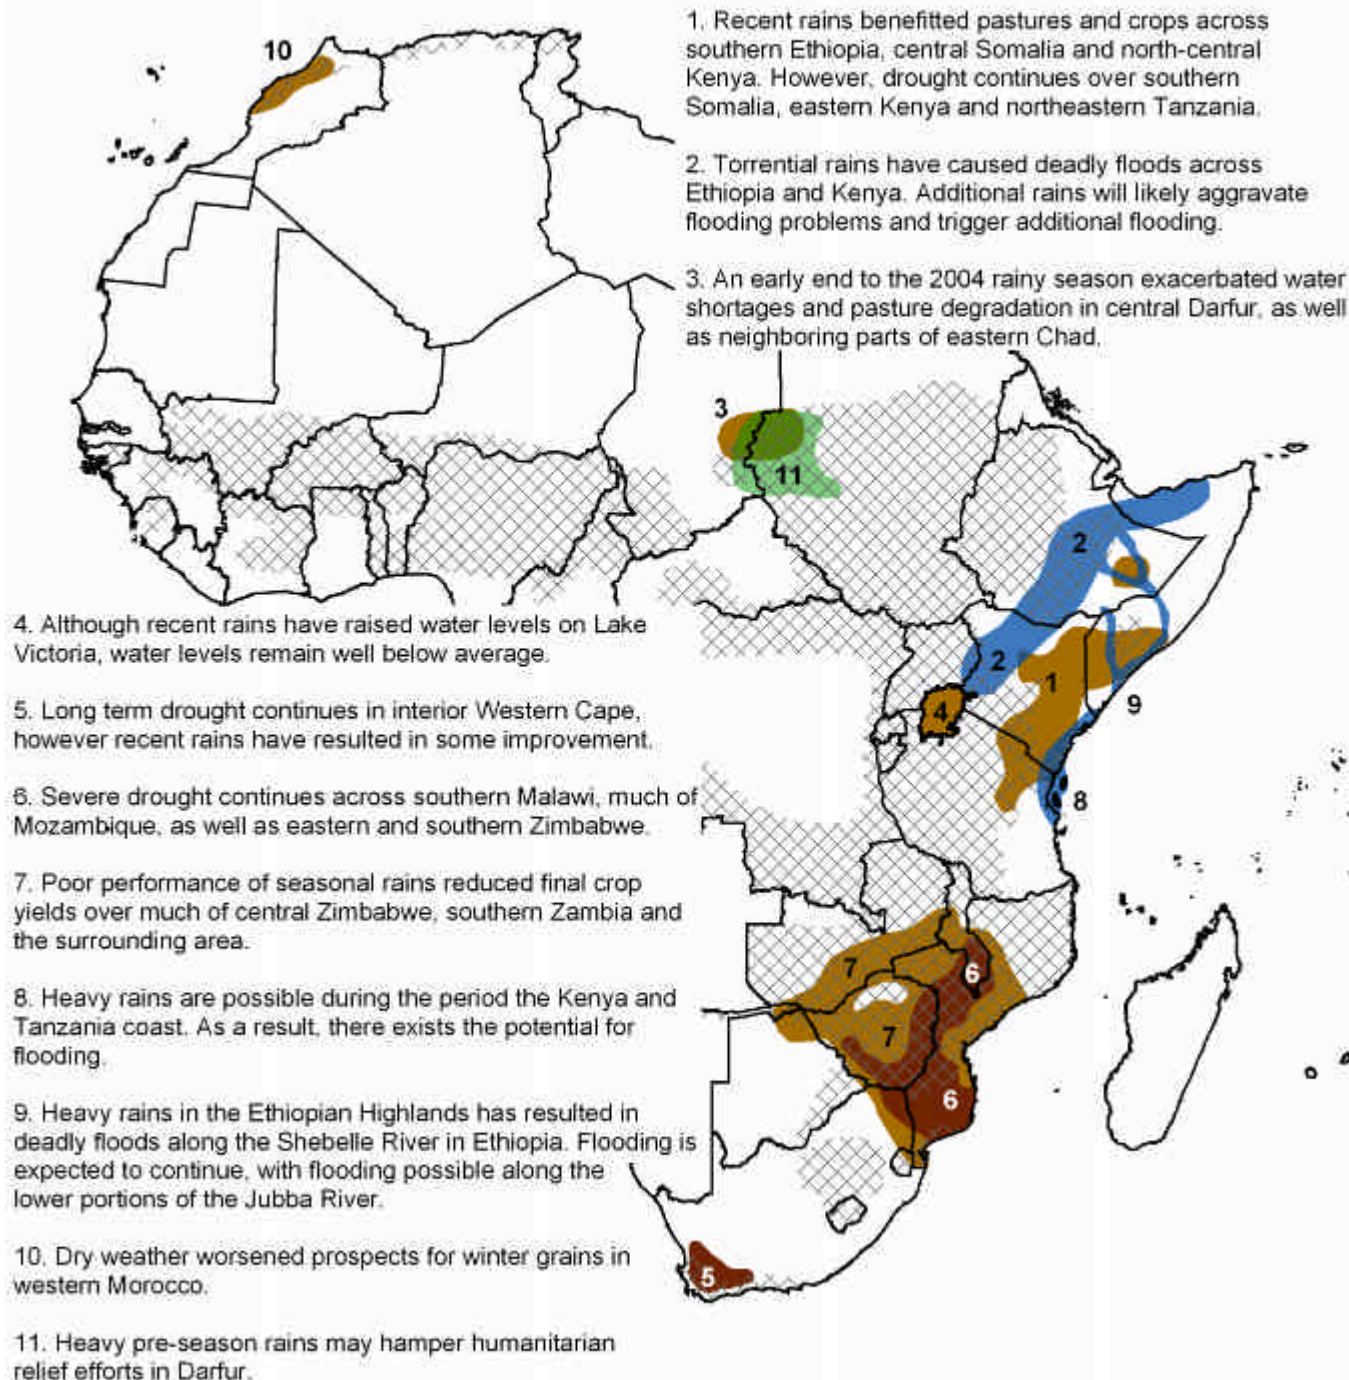 1. Recent rains benefitted pastures and crops across
southern Ethiopia, central Somalia and north-central
Kenya. However, drought continues over southern
Somalia, eastern Kenya and northeastern Tanzania.
2. Torrential rains have caused deadly floods across
Ethiopia and Kenya. Additional rains will likely aggravate
flooding problems and trigger additional flooding.
3. An early end to the 2004 rainy season exacerbated water
shortages and pasture degradation in central Darfur, as well
as neighboring parts of eastern Chad.
4. Although recent rains have raised water levels on Lake
Victoria, water levels remain well below average.
5. Long term drought continues in interior Western Cape,
however recent rains have resulted in some improvement.
6. Severe drought continues across southern Malawi, much of
Mozambique, as well as eastern and southern Zimbabwe.
7. Poor performance of seasonal rains reduced final crop
yields over much of central Zimbabwe, southern Zambia and
the surrounding area.
8. Heavy rains are possible during the period the Kenya and
Tanzania coast. As a result, there exists the potential for
flooding.
9. Heavy rains in the Ethiopian Highlands has resulted in
deadly floods along the Shebelle River in Ethiopia. Flooding is
expected to continue, with flooding possible along the
lower portions of the Jubba River.
10. Dry weather worsened prospects for winter grains in
western Morocco.
11. Heavy pre-season rains may hamper humanitarian
relief efforts in Darfur.
10
3
11
2
2
1
9
4
8
7
6
7
6
5